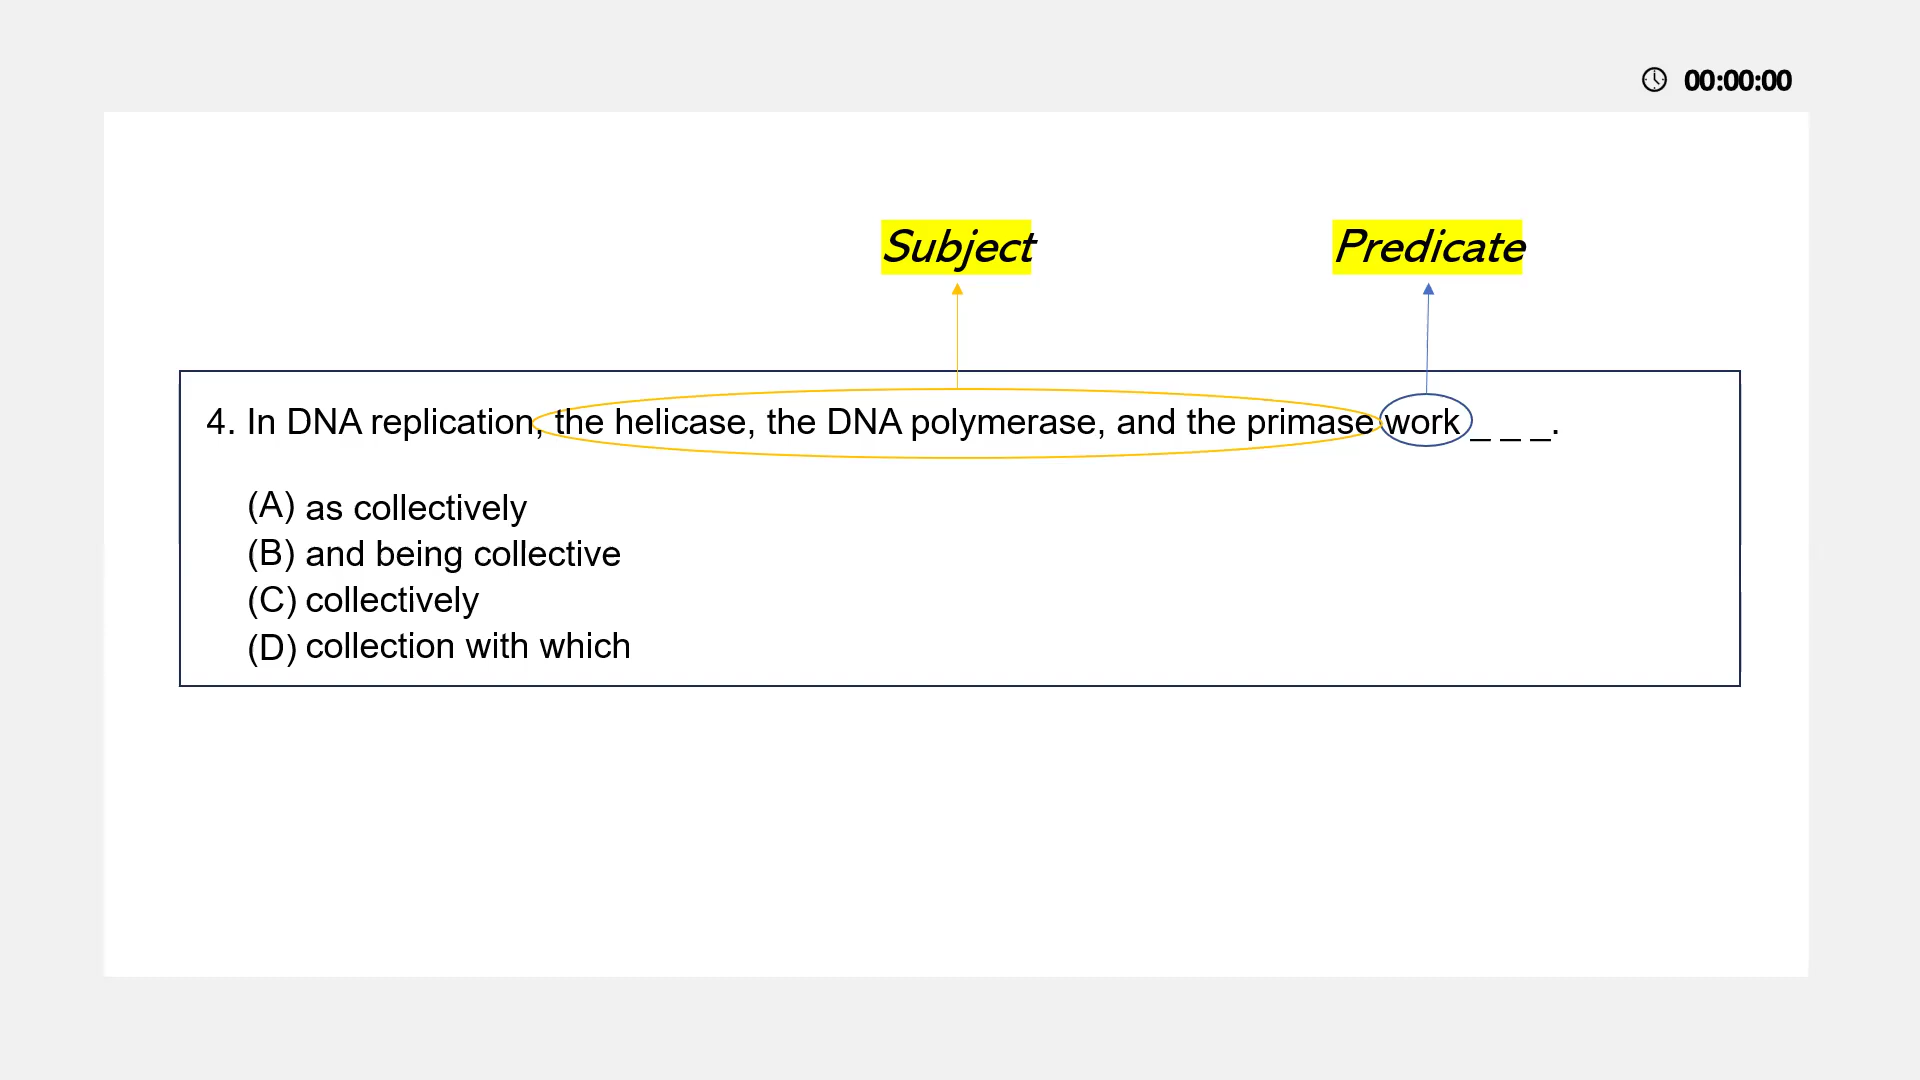 00:00:00
Subject Predicate
4. In DNA replication, the helicase, the DNA polymerase, and the primase work _ _ _.
(A) as collectively
(B) and being collective
(C) collectively
(D) collection with which